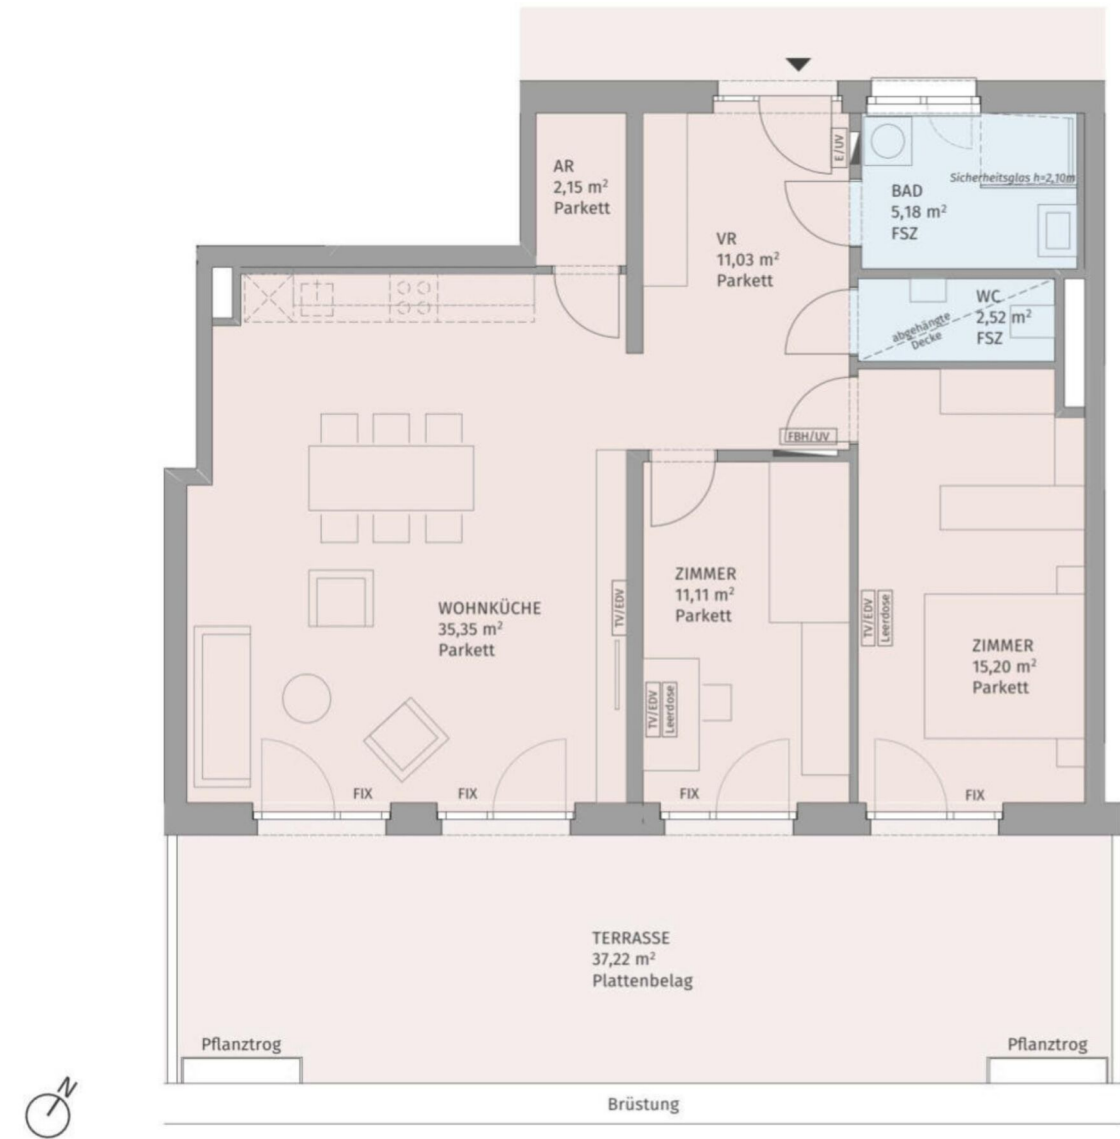 AR
2,15 m²
Parkett
E/UV
Sicherheitsglas h=2,10m
BAD
5,18 m²
FSZ
VR
11,03 m²
Parkett
WC
2,52 m²
FSZ
abgehängte
Decke
FBH/UV
ZIMMER
11,11 m²
Parkett
WOHNKÜCHE
35,35 m²
Parkett
TV/EDV
TV/EDV
Leerdose
TV/EDV
Leerdose
ZIMMER
15,20 m²
Parkett
FIX
FIX
FIX
FIX
TERRASSE
37,22 m²
Plattenbelag
Pflanztrog
Pflanztrog
N
Brüstung